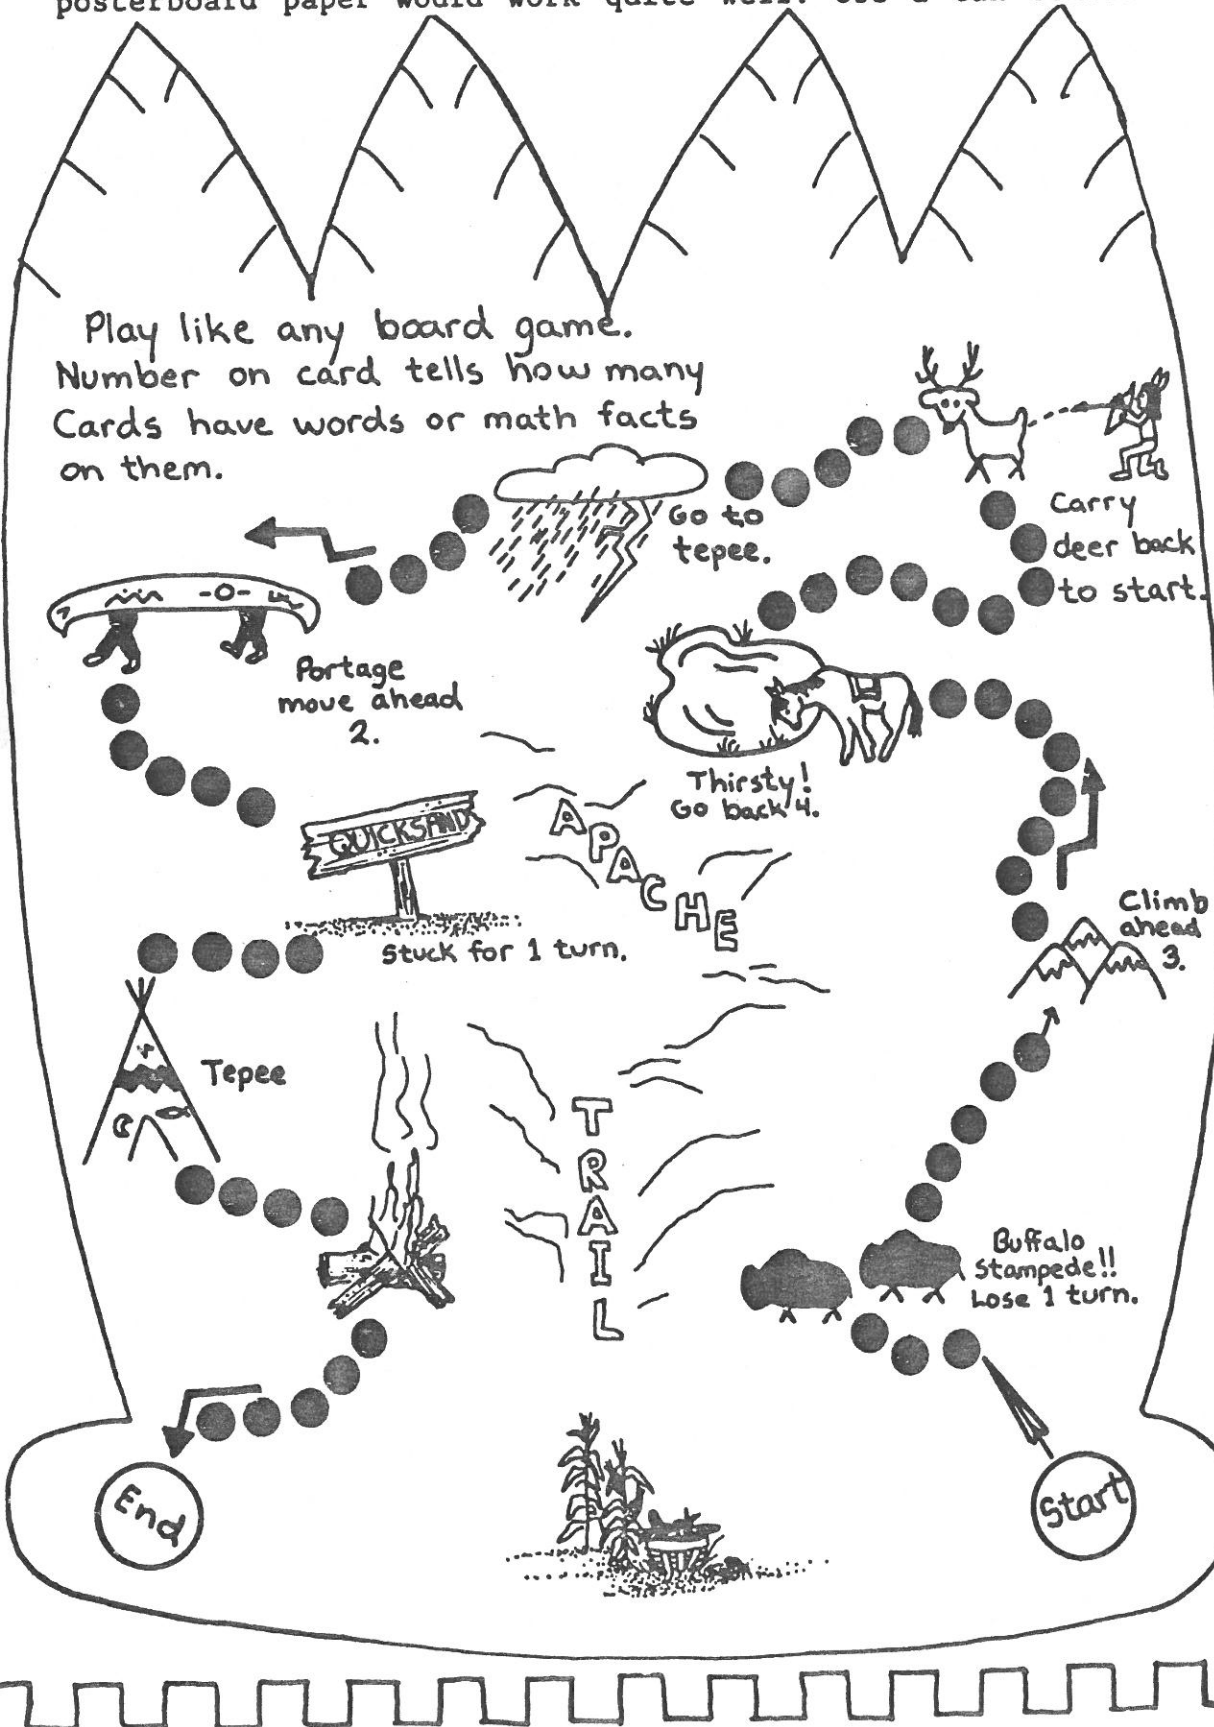 posterboard paper would work quite well. Use a
Play like any board game.
Number on card tells how many
Cards have words or math facts
on them.
Go to
tepee.
Carry
deer back
to start.
Portage
move ahead
2.
Thirsty!
Go back 4.
QUICKSAND
Stuck for 1 turn.
APACHE
Climb
ahead
3.
Tepee
TRAIL
Buffalo
Stampede!!
Lose 1 turn.
End
Start